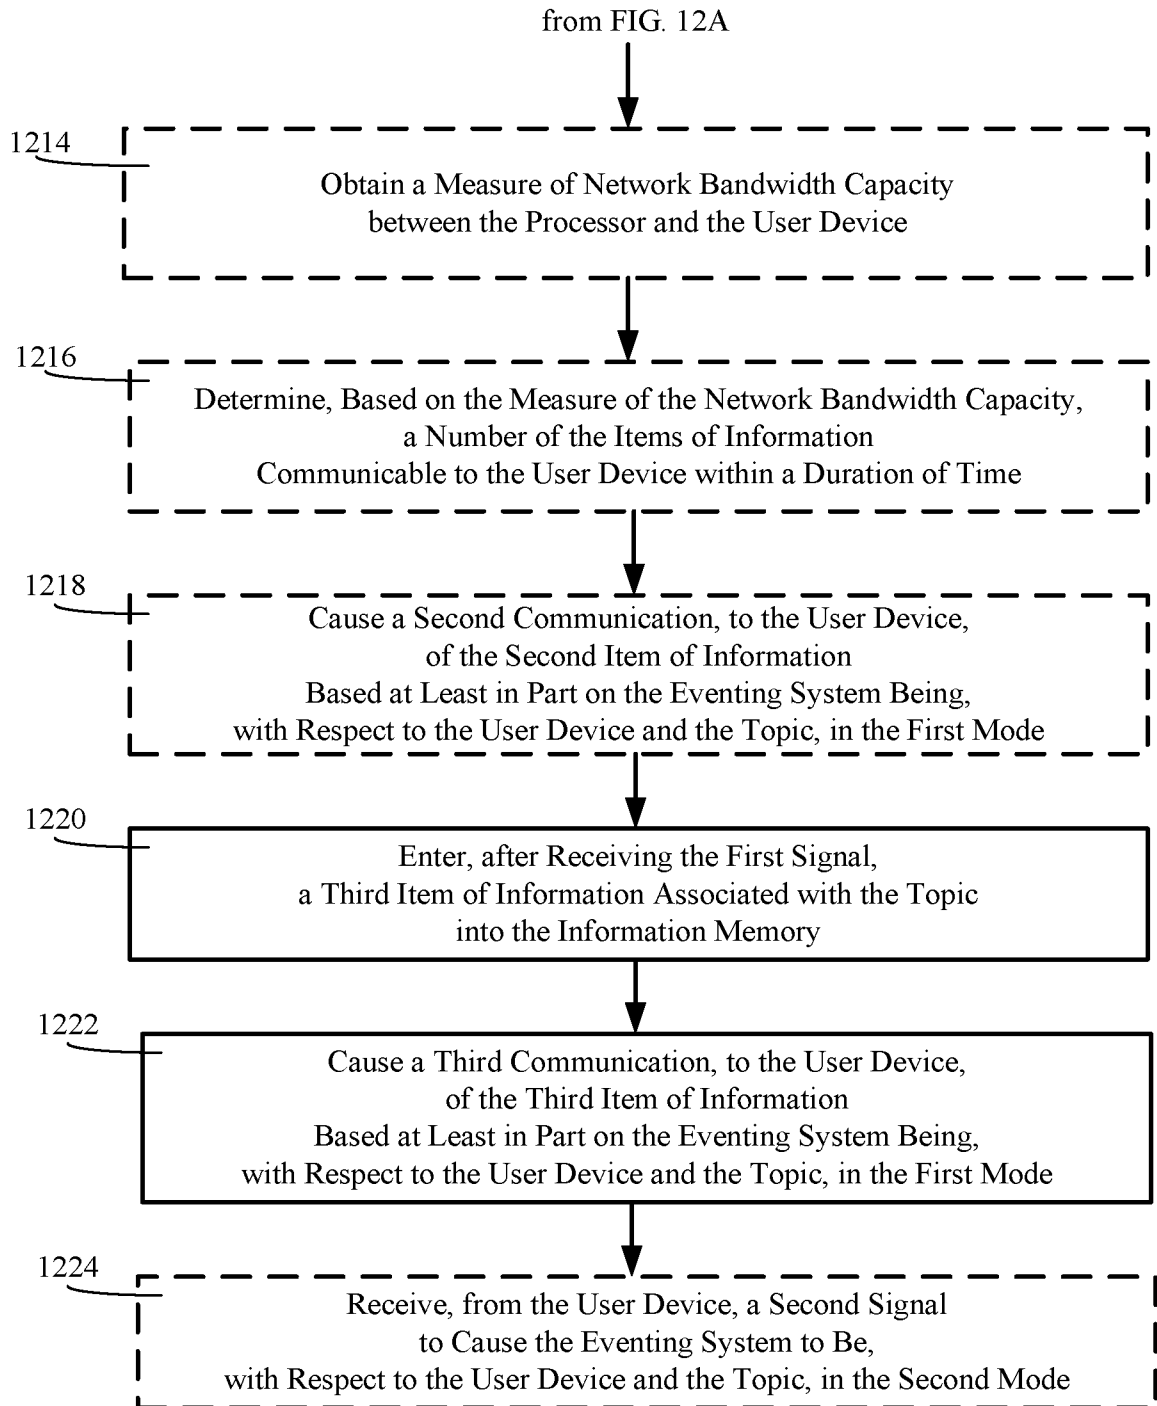 from FIG. 12A
1214
Obtain a Measure of Network Bandwidth Capacity
between the Processor and the User Device
1216
Determine, Based on the Measure of the Network Bandwidth Capacity,
a Number of the Items of Information
Communicable to the User Device within a Duration of Time
1218
Cause a Second Communication, to the User Device,
of the Second Item of Information
Based at Least in Part on the Eventing System Being,
with Respect to the User Device and the Topic, in the First Mode
1220
Enter, after Receiving the First Signal,
a Third Item of Information Associated with the Topic
into the Information Memory
1222
Cause a Third Communication, to the User Device,
of the Third Item of Information
Based at Least in Part on the Eventing System Being,
with Respect to the User Device and the Topic, in the First Mode
1224
Receive, from the User Device, a Second Signal
to Cause the Eventing System to Be,
with Respect to the User Device and the Topic, in the Second Mode